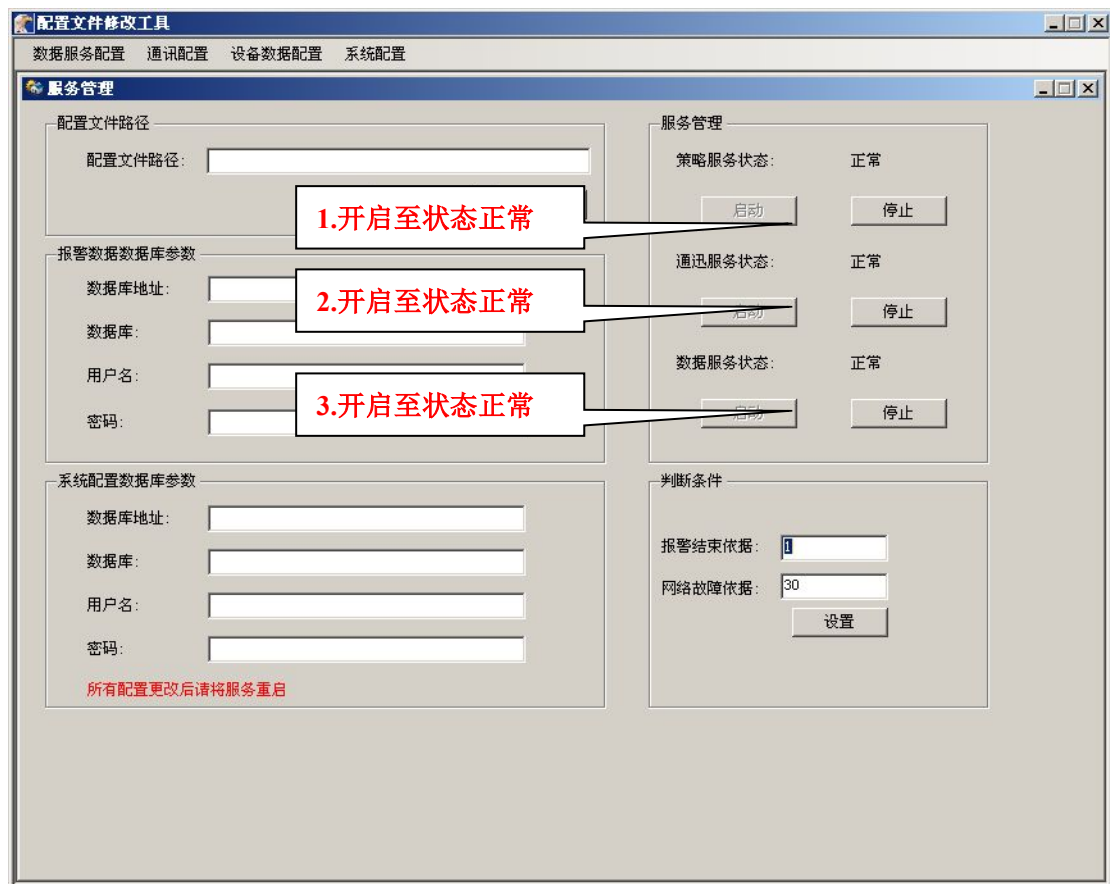 配置文件修改工具
数据服务配置 通讯配置 设备数据配置 系统配置
服务管理
配置文件路径
配置文件路径:
1.开启至状态正常
报警数据数据库参数
数据库地址:
数据库:
2.开启至状态正常
用户名:
密码:
3.开启至状态正常
系统配置数据库参数
数据库地址:
数据库:
用户名:
密码:
所有配置更改后请将服务重启
服务管理
策略服务状态: 正常
启动 停止
通迅服务状态: 正常
启动 停止
数据服务状态: 正常
启动 停止
判断条件
报警结束依据: 1
网络故障依据: 30
设置